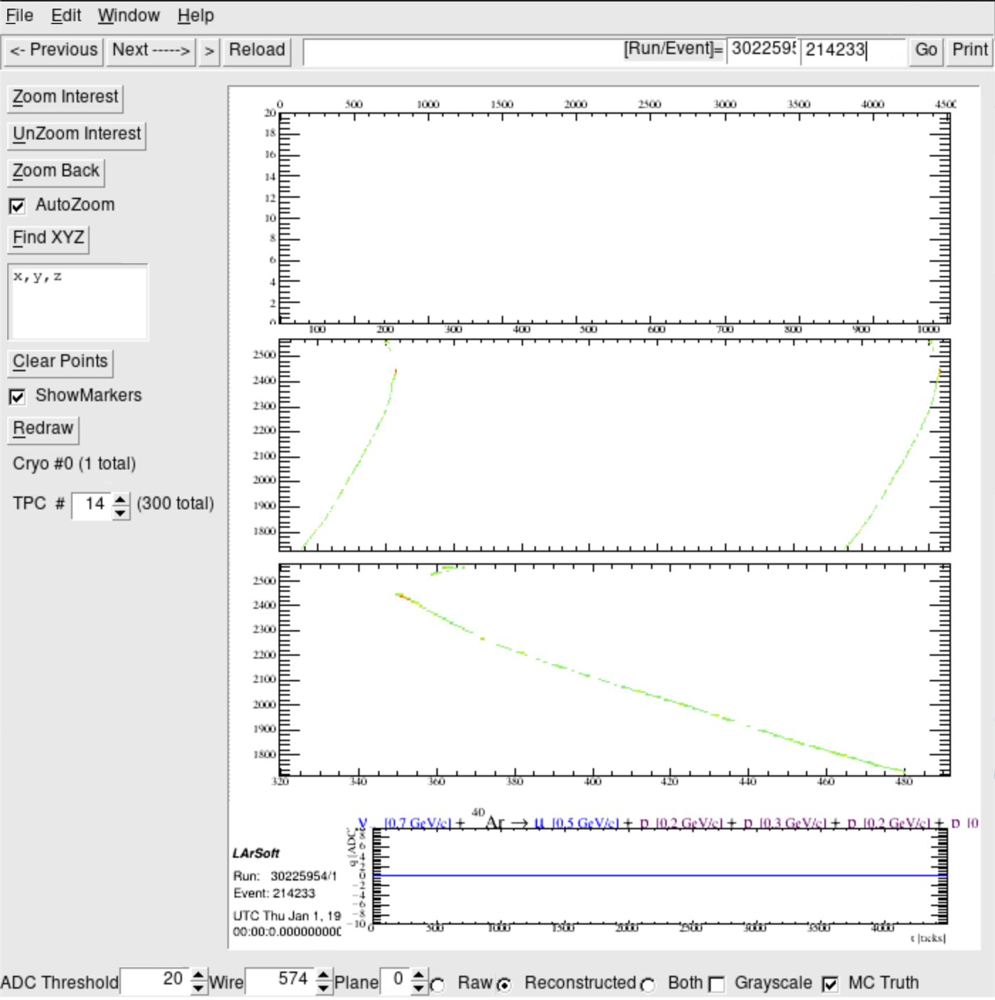 File Edit Window Help
<- Previous Next -----> > Reload [Run/Event]= 3022595 214233 Go Print
Zoom Interest
UnZoom Interest
Zoom Back
AutoZoom
Find XYZ
x,y,z
Clear Points
ShowMarkers
Redraw
Cryo #0 (1 total)
TPC # 14 (300 total)
0 500 1000 1500 2000 2500 3000 3500 4000 4500
20
18
16
14
12
10
8
6
4
2
0
100 200 300 400 500 600 700 800 900 1000
2500
2400
2300
2200
2100
2000
1900
1800
2500
2400
2300
2200
2100
2000
1900
1800
320 340 360 380 400 420 440 460 480
ν [0.7 GeV/c] + 40Ar → μ [0.5 GeV/c] + p [0.2 GeV/c] + p [0.3 GeV/c] + p [0.2 GeV/c] + p [0
q [ADC
6
4
2
0
−2
−4
−6
−8
−10
0 500 1000 1500 2000 2500 3000 3500 4000
t [ticks]
LArSoft
Run: 30225954/1
Event: 214233
UTC Thu Jan 1, 19
00:00:0.000000000
ADC Threshold 20 Wire 574 Plane 0 Raw Reconstructed Both Grayscale MC Truth